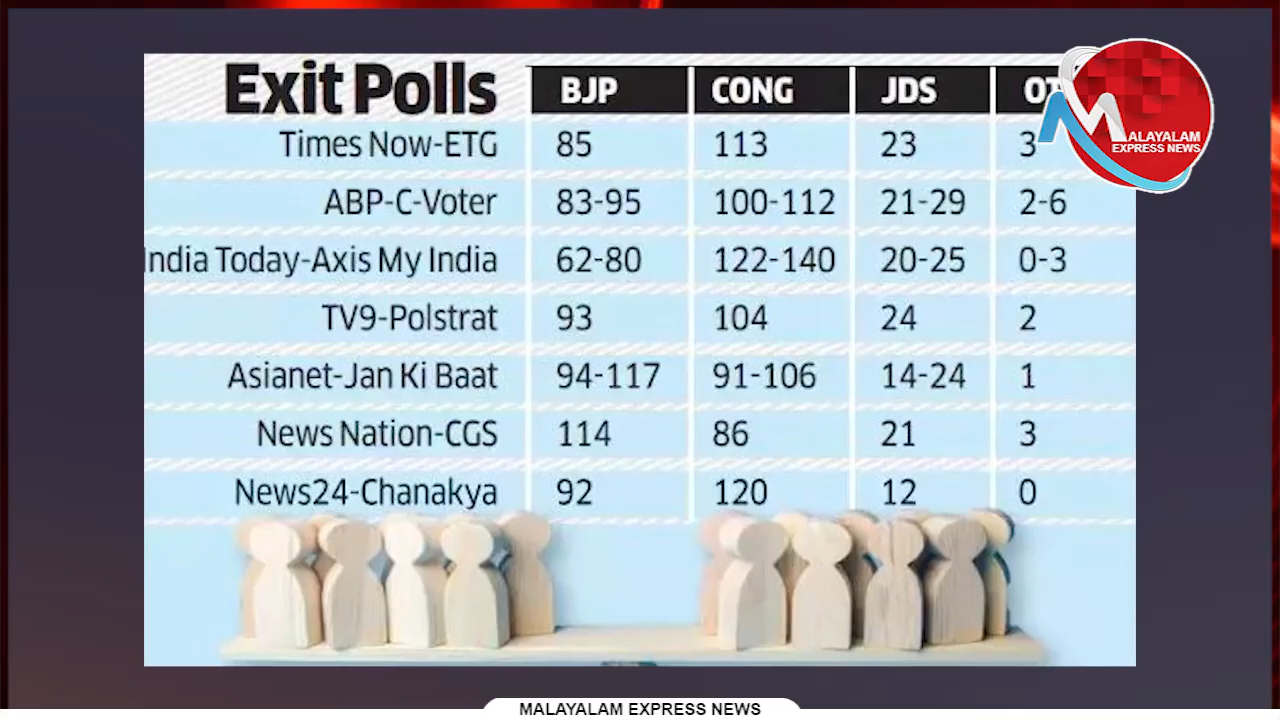 Exit Polls BJP CONG JDS
Times Now-ETG 85 113 23 3
ABP-C-Voter 83-95 100-112 21-29 2-6
India Today-Axis My India 62-80 122-140 20-25 0-3
TV9-Polstrat 93 104 24 2
Asianet-Jan Ki Baat 94-117 91-106 14-24 1
News Nation-CGS 114 86 21 3
News24-Chanakya 92 120 12 0
MALAYALAM
EXPRESS NEWS
MALAYALAM EXPRESS NEWS